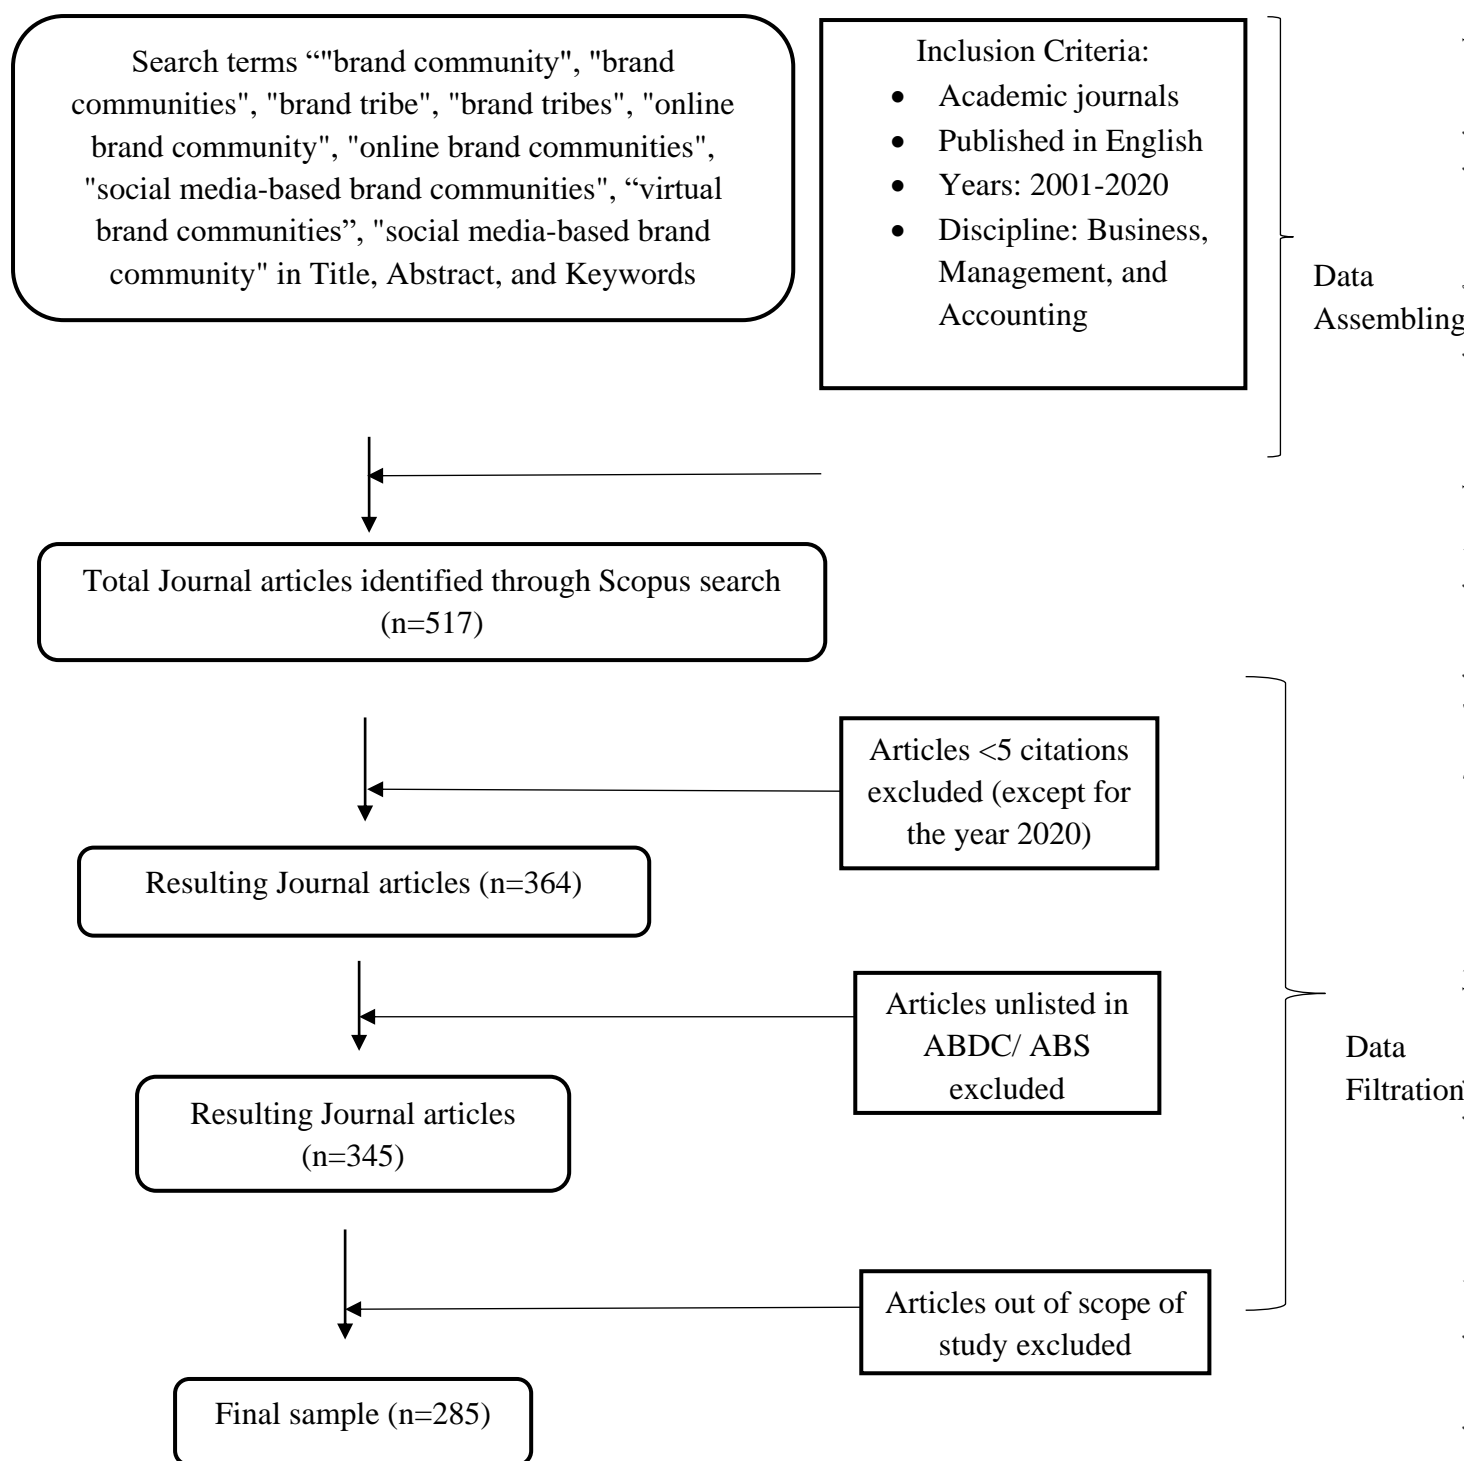 Search terms “"brand community", "brand
communities", "brand tribe", "brand tribes", "online
brand community", "online brand communities",
"social media-based brand communities", “virtual
brand communities”, "social media-based brand
community" in Title, Abstract, and Keywords
Inclusion Criteria:
• Academic journals
• Published in English
• Years: 2001-2020
• Discipline: Business,
Management, and
Accounting
Data
Assembling
Total Journal articles identified through Scopus search
(n=517)
Articles <5 citations
excluded (except for
the year 2020)
Resulting Journal articles (n=364)
Articles unlisted in
ABDC/ ABS
excluded
Data
Filtration
Resulting Journal articles
(n=345)
Articles out of scope of
study excluded
Final sample (n=285)